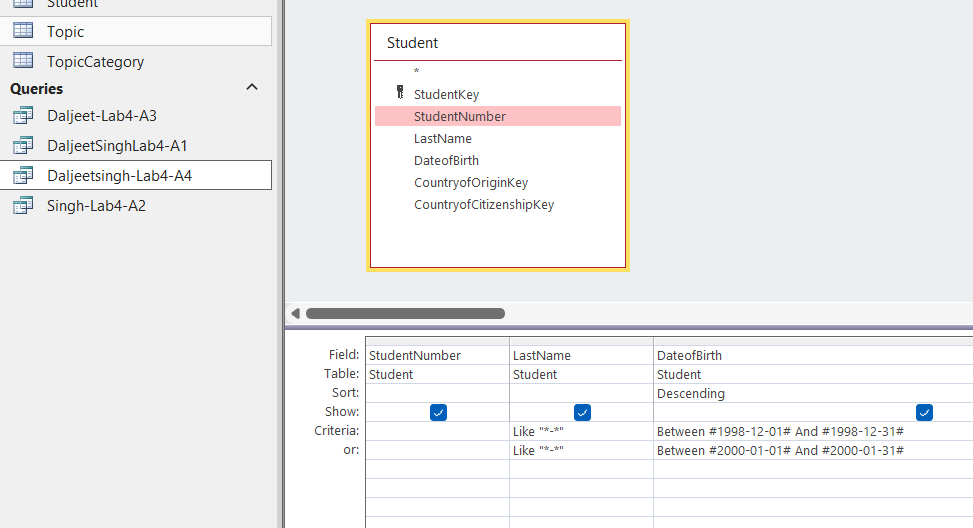 Student
Topic
TopicCategory
Queries
Daljeet-Lab4-A3
DaljeetSinghLab4-A1
Daljeetsingh-Lab4-A4
Singh-Lab4-A2
Student
*
StudentKey
StudentNumber
LastName
DateofBirth
CountryofOriginKey
CountryofCitizenshipKey
Field: StudentNumber LastName DateofBirth
Table: Student Student Student
Sort: Descending
Show:
Criteria: Like "*-*" Between #1998-12-01# And #1998-12-31#
or: Like "*-*" Between #2000-01-01# And #2000-01-31#